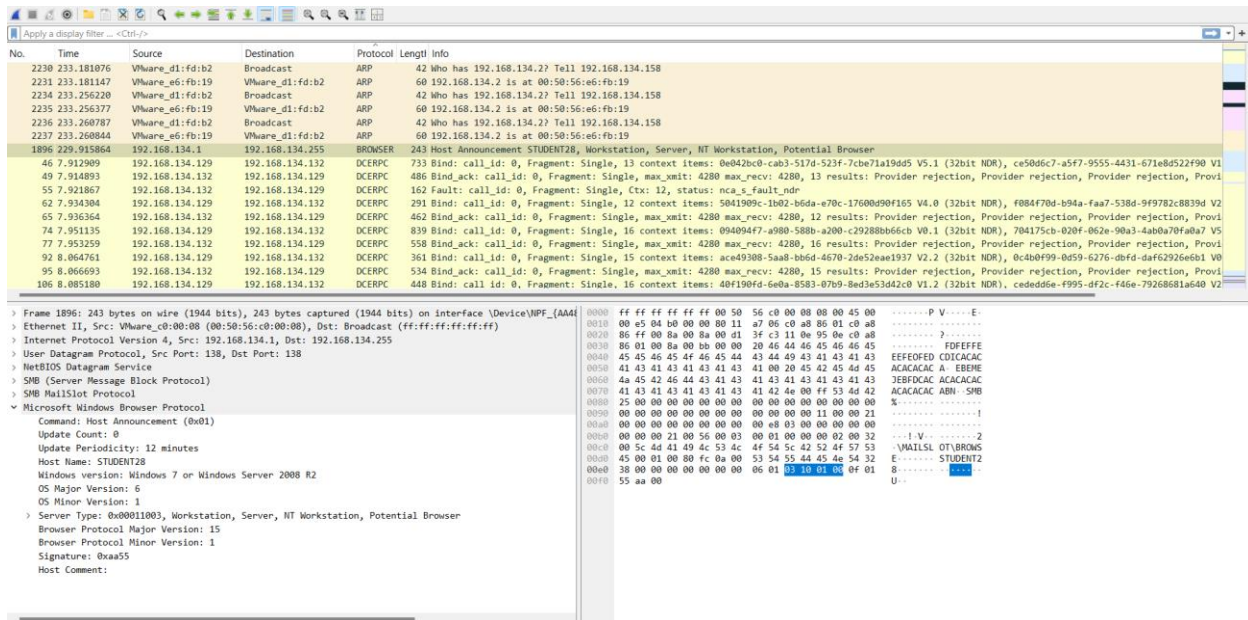 Apply a display filter ... <Ctrl-/>
No. Time Source Destination Protocol Lengtl Info
2230 233.181076 VMware_d1:fd:b2 Broadcast ARP 42 Who has 192.168.134.2? Tell 192.168.134.158
2231 233.181147 VMware_e6:fb:19 VMware_d1:fd:b2 ARP 60 192.168.134.2 is at 00:50:56:e6:fb:19
2234 233.256220 VMware_d1:fd:b2 Broadcast ARP 42 Who has 192.168.134.2? Tell 192.168.134.158
2235 233.256377 VMware_e6:fb:19 VMware_d1:fd:b2 ARP 60 192.168.134.2 is at 00:50:56:e6:fb:19
2236 233.260787 VMware_d1:fd:b2 Broadcast ARP 42 Who has 192.168.134.2? Tell 192.168.134.158
2237 233.260844 VMware_e6:fb:19 VMware_d1:fd:b2 ARP 60 192.168.134.2 is at 00:50:56:e6:fb:19
1896 229.915864 192.168.134.1 192.168.134.255 BROWSER 243 Host Announcement STUDENT28, Workstation, Server, NT Workstation, Potential Browser
46 7.912909 192.168.134.129 192.168.134.132 DCERPC 733 Bind: call_id: 0, Fragment: Single, 13 context items: 0e042bc0-cab3-517d-523f-7cbe71a19dd5 V5.1 (32bit NDR), ce50d6c7-a5f7-9555-4431-671e8d522f90 V1
49 7.914893 192.168.134.132 192.168.134.129 DCERPC 486 Bind_ack: call_id: 0, Fragment: Single, max_xmit: 4280 max_recv: 4280, 13 results: Provider rejection, Provider rejection, Provider rejection, Provi
55 7.921867 192.168.134.132 192.168.134.129 DCERPC 162 Fault: call_id: 0, Fragment: Single, Ctx: 12, status: nca_s_fault_ndr
62 7.934304 192.168.134.129 192.168.134.132 DCERPC 291 Bind: call_id: 0, Fragment: Single, 12 context items: 5041909c-1b02-b6da-e70c-17600d90f165 V4.0 (32bit NDR), f084f70d-b94a-faa7-538d-9f9782c8839d V2
65 7.936364 192.168.134.132 192.168.134.129 DCERPC 462 Bind_ack: call_id: 0, Fragment: Single, max_xmit: 4280 max_recv: 4280, 12 results: Provider rejection, Provider rejection, Provider rejection, Provi
74 7.951135 192.168.134.129 192.168.134.132 DCERPC 839 Bind: call_id: 0, Fragment: Single, 16 context items: 094094f7-a980-588b-a200-c29288bb66cb V0.1 (32bit NDR), 704175cb-020f-062e-90a3-4ab0a70fa0a7 V5
77 7.953259 192.168.134.132 192.168.134.129 DCERPC 558 Bind_ack: call_id: 0, Fragment: Single, max_xmit: 4280 max_recv: 4280, 16 results: Provider rejection, Provider rejection, Provider rejection, Provi
92 8.064761 192.168.134.129 192.168.134.132 DCERPC 361 Bind: call_id: 0, Fragment: Single, 15 context items: ace49308-5aa8-bb6d-4670-2de52eae1937 V2.2 (32bit NDR), 0c4b0f99-0d59-6276-dbfd-daf62926e6b1 V0
95 8.066693 192.168.134.132 192.168.134.129 DCERPC 534 Bind_ack: call_id: 0, Fragment: Single, max_xmit: 4280 max_recv: 4280, 15 results: Provider rejection, Provider rejection, Provider rejection, Provi
106 8.085180 192.168.134.129 192.168.134.132 DCERPC 448 Bind: call_id: 0, Fragment: Single, 16 context items: 40f190fd-6e0a-8583-07b9-8ed3e53d42c0 V1.2 (32bit NDR), cededd6e-f995-df2c-f46e-79268681a640 V2
Frame 1896: 243 bytes on wire (1944 bits), 243 bytes captured (1944 bits) on interface \Device\NPF_{AA48
Ethernet II, Src: VMware_c0:00:08 (00:50:56:c0:00:08), Dst: Broadcast (ff:ff:ff:ff:ff:ff)
Internet Protocol Version 4, Src: 192.168.134.1, Dst: 192.168.134.255
User Datagram Protocol, Src Port: 138, Dst Port: 138
NetBIOS Datagram Service
SMB (Server Message Block Protocol)
SMB MailSlot Protocol
Microsoft Windows Browser Protocol
Command: Host Announcement (0x01)
Update Count: 0
Update Periodicity: 12 minutes
Host Name: STUDENT28
Windows version: Windows 7 or Windows Server 2008 R2
OS Major Version: 6
OS Minor Version: 1
Server Type: 0x00011003, Workstation, Server, NT Workstation, Potential Browser
Browser Protocol Major Version: 15
Browser Protocol Minor Version: 1
Signature: 0xaa55
Host Comment:
0000 ff ff ff ff ff ff 00 50 56 c0 00 08 08 00 45 00 ·······P V·····E·
0010 00 e5 04 b0 00 00 80 11 a7 06 c0 a8 86 01 c0 a8
0020 86 ff 00 8a 00 8a 00 d1 3f c3 11 0e 95 0e c0 a8 ········ ?·······
0030 86 01 00 8a 00 bb 00 00 20 46 44 46 45 46 46 45 ········ FDFEFFE
0040 45 45 46 45 4f 46 45 44 43 44 49 43 41 43 41 43 EEFEOFED CDICACAC
0050 41 43 41 43 41 43 41 43 41 00 20 45 42 45 4d 45 ACACACAC A· EBEME
0060 4a 45 42 46 44 43 41 43 41 43 41 43 41 43 41 43 JEBFDCAC ACACACAC
0070 41 43 41 43 41 43 41 43 41 42 4e 00 ff 53 4d 42 ACACACAC ABN··SMB
0080 25 00 00 00 00 00 00 00 00 00 00 00 00 00 00 00 %·······
0090 00 00 00 00 00 00 00 00 00 00 00 00 11 00 00 21 ·······!
00a0 00 00 00 00 00 00 00 00 00 e8 03 00 00 00 00 00
00b0 00 00 00 21 00 56 00 03 00 01 00 00 00 02 00 32 ···!·V·· ·······2
00c0 00 5c 4d 41 49 4c 53 4c 4f 54 5c 42 52 4f 57 53 ·\MAILSL OT\BROWS
00d0 45 00 01 00 80 fc 0a 00 53 54 55 44 45 4e 54 32 E······· STUDENT2
00e0 38 00 00 00 00 00 00 00 06 01 03 10 01 00 0f 01 8·······
00f0 55 aa 00 U··